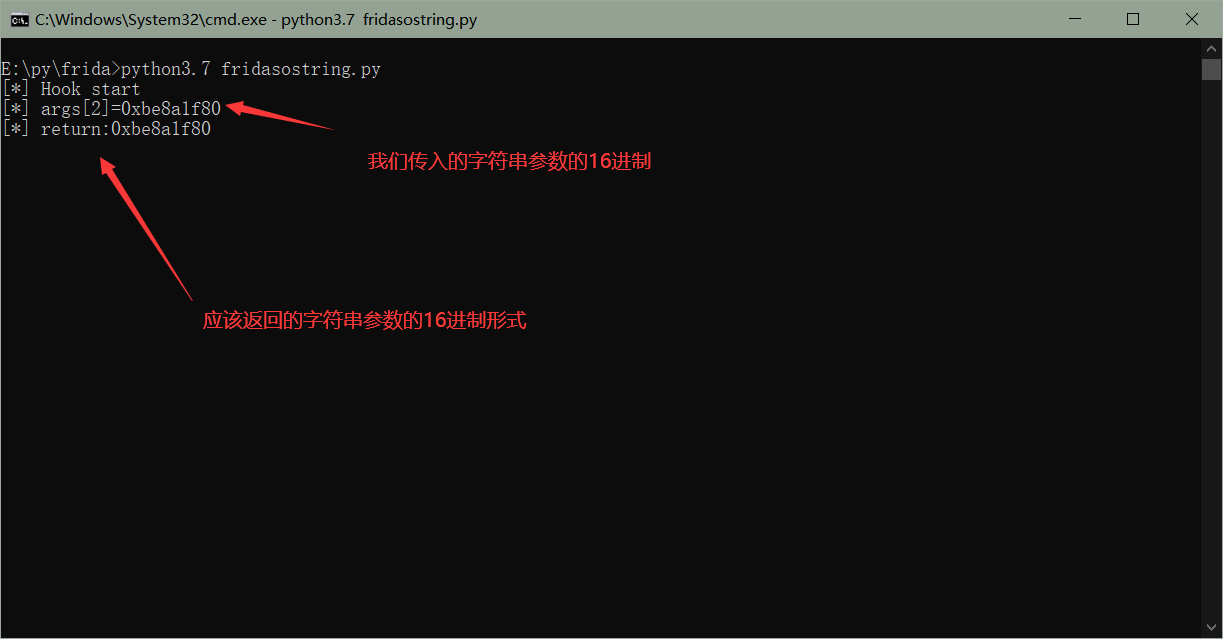 C:\Windows\System32\cmd.exe - python3.7 fridasostring.py
E:\py\frida>python3.7 fridasostring.py
[*] Hook start
[*] args[2]=0xbe8a1f80
[*] return:0xbe8a1f80
我们传入的字符串参数的16进制
应该返回的字符串参数的16进制形式